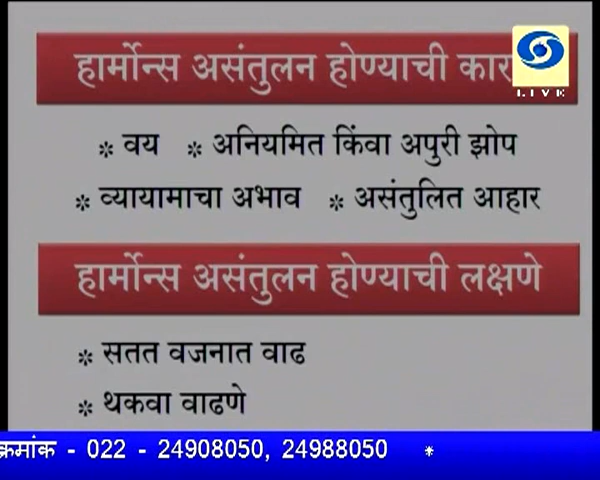 हार्मोन्स असंतुलन होण्याची
LIVE
* वय * अनियमित किंवा अपुरी झोप
* व्यायामाचा अभाव * असंतुलित आहार
हार्मोन्स असंतुलन होण्याची लक्षणे
* सतत वजनात वाढ
* थकवा वाढणे
क्रमांक - 022 - 24908050, 24988050 *